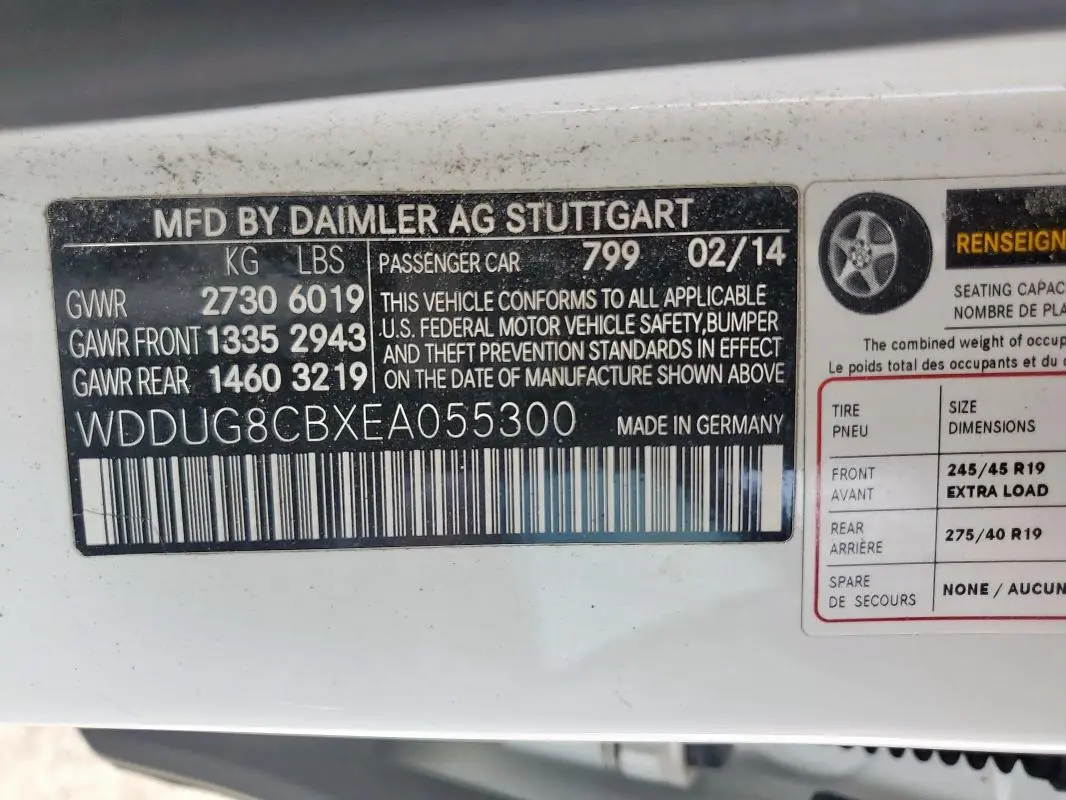 MFD BY DAIMLER AG STUTTGART
KG LBS
GVWR 2730 6019
GAWR FRONT 1335 2943
GAWR REAR 1460 3219
PASSENGER CAR 799 02/14
THIS VEHICLE CONFORMS TO ALL APPLICABLE
U.S. FEDERAL MOTOR VEHICLE SAFETY,BUMPER
AND THEFT PREVENTION STANDARDS IN EFFECT
ON THE DATE OF MANUFACTURE SHOWN ABOVE
WDDUG8CBXEA055300 MADE IN GERMANY
RENSEIGN
SEATING CAPAC
NOMBRE DE PLA
The combined weight of occup
Le poids total des occupants et du
TIRE SIZE
PNEU DIMENSIONS
FRONT 245/45 R19
AVANT EXTRA LOAD
REAR 275/40 R19
ARRIÈRE
SPARE NONE / AUCUN
DE SECOURS